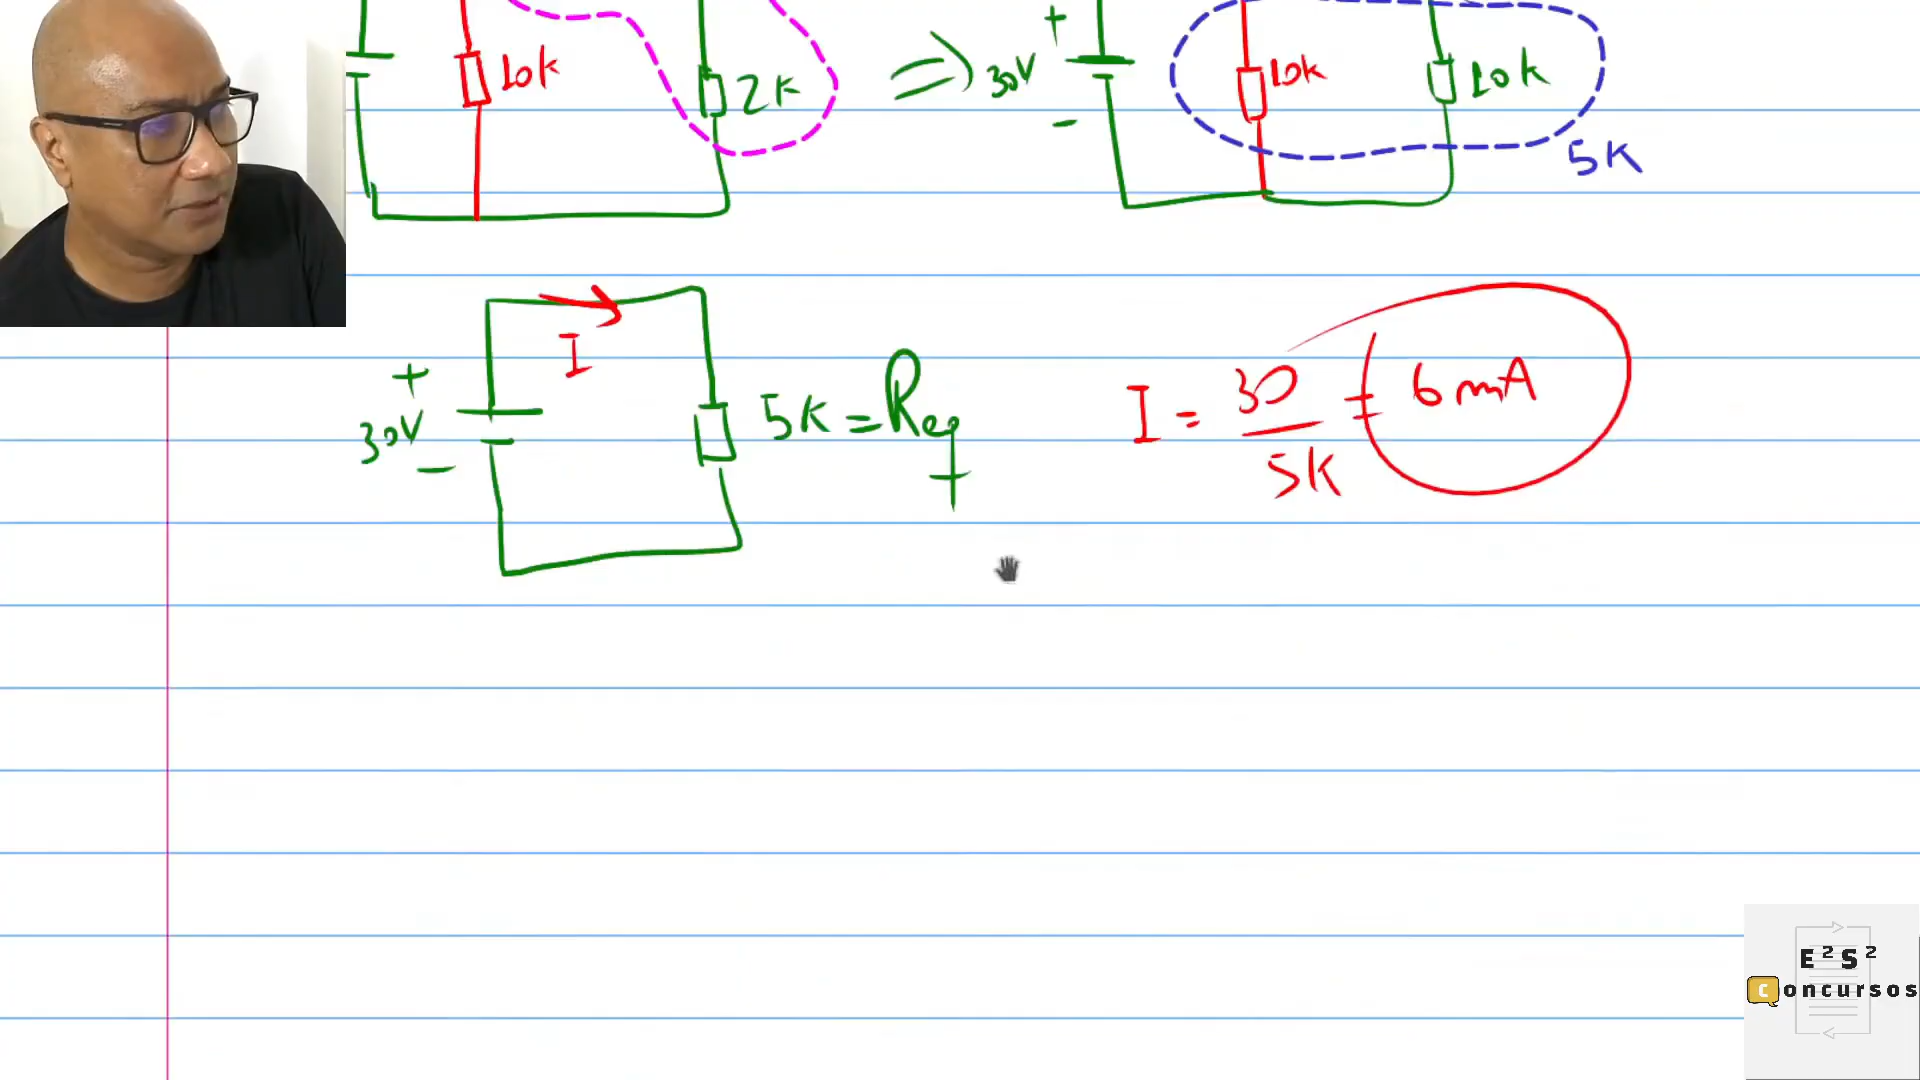 10k
2K
=> 30V
+
-
10k
10k
5K
I
+
30V
-
5K = Req
I = 30 / 5K = 6mA
E²S²
Concursos